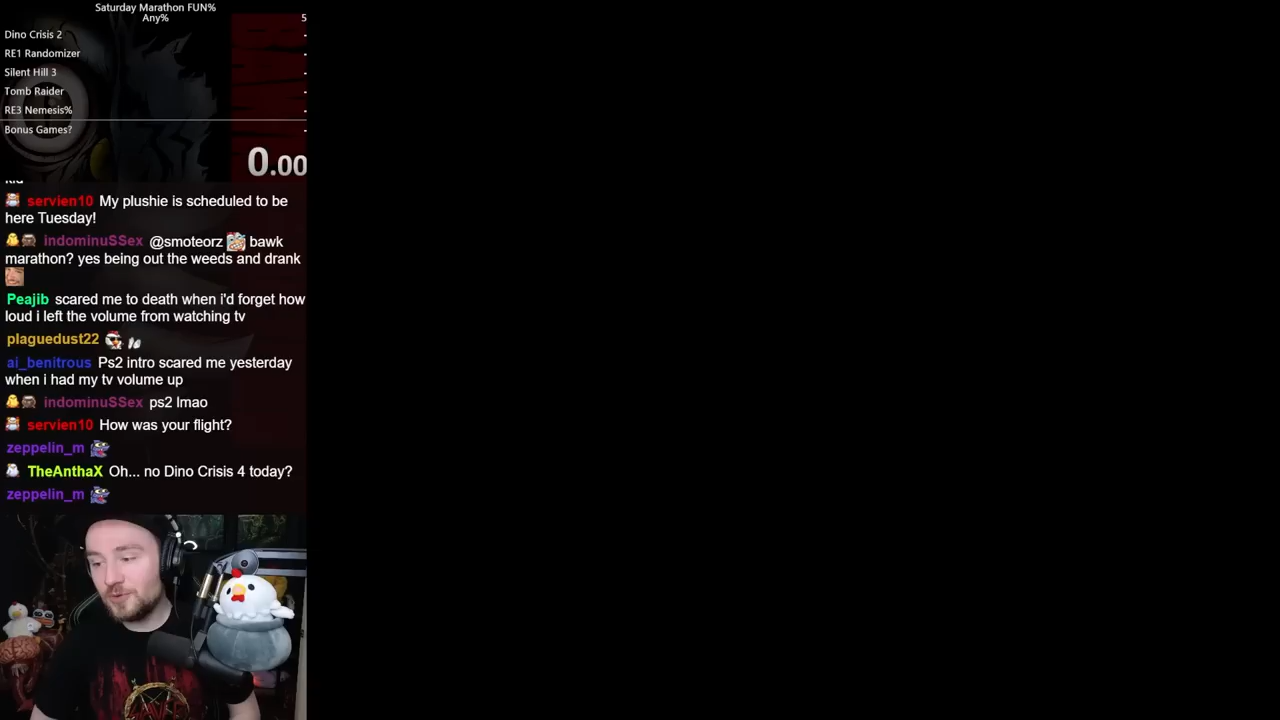 Saturday Marathon FUN%
Any%
5
Dino Crisis 2
-
RE1 Randomizer
-
Silent Hill 3
-
Tomb Raider
-
RE3 Nemesis%
-
Bonus Games?
-
0.00
servien10 My plushie is scheduled to be
here Tuesday!
indominuSSex @smoteorz bawk
marathon? yes being out the weeds and drank
Peajib scared me to death when i'd forget how
loud i left the volume from watching tv
plaguedust22
ai_benitrous Ps2 intro scared me yesterday
when i had my tv volume up
indominuSSex ps2 lmao
servien10 How was your flight?
zeppelin_m
TheAnthaX Oh... no Dino Crisis 4 today?
zeppelin_m